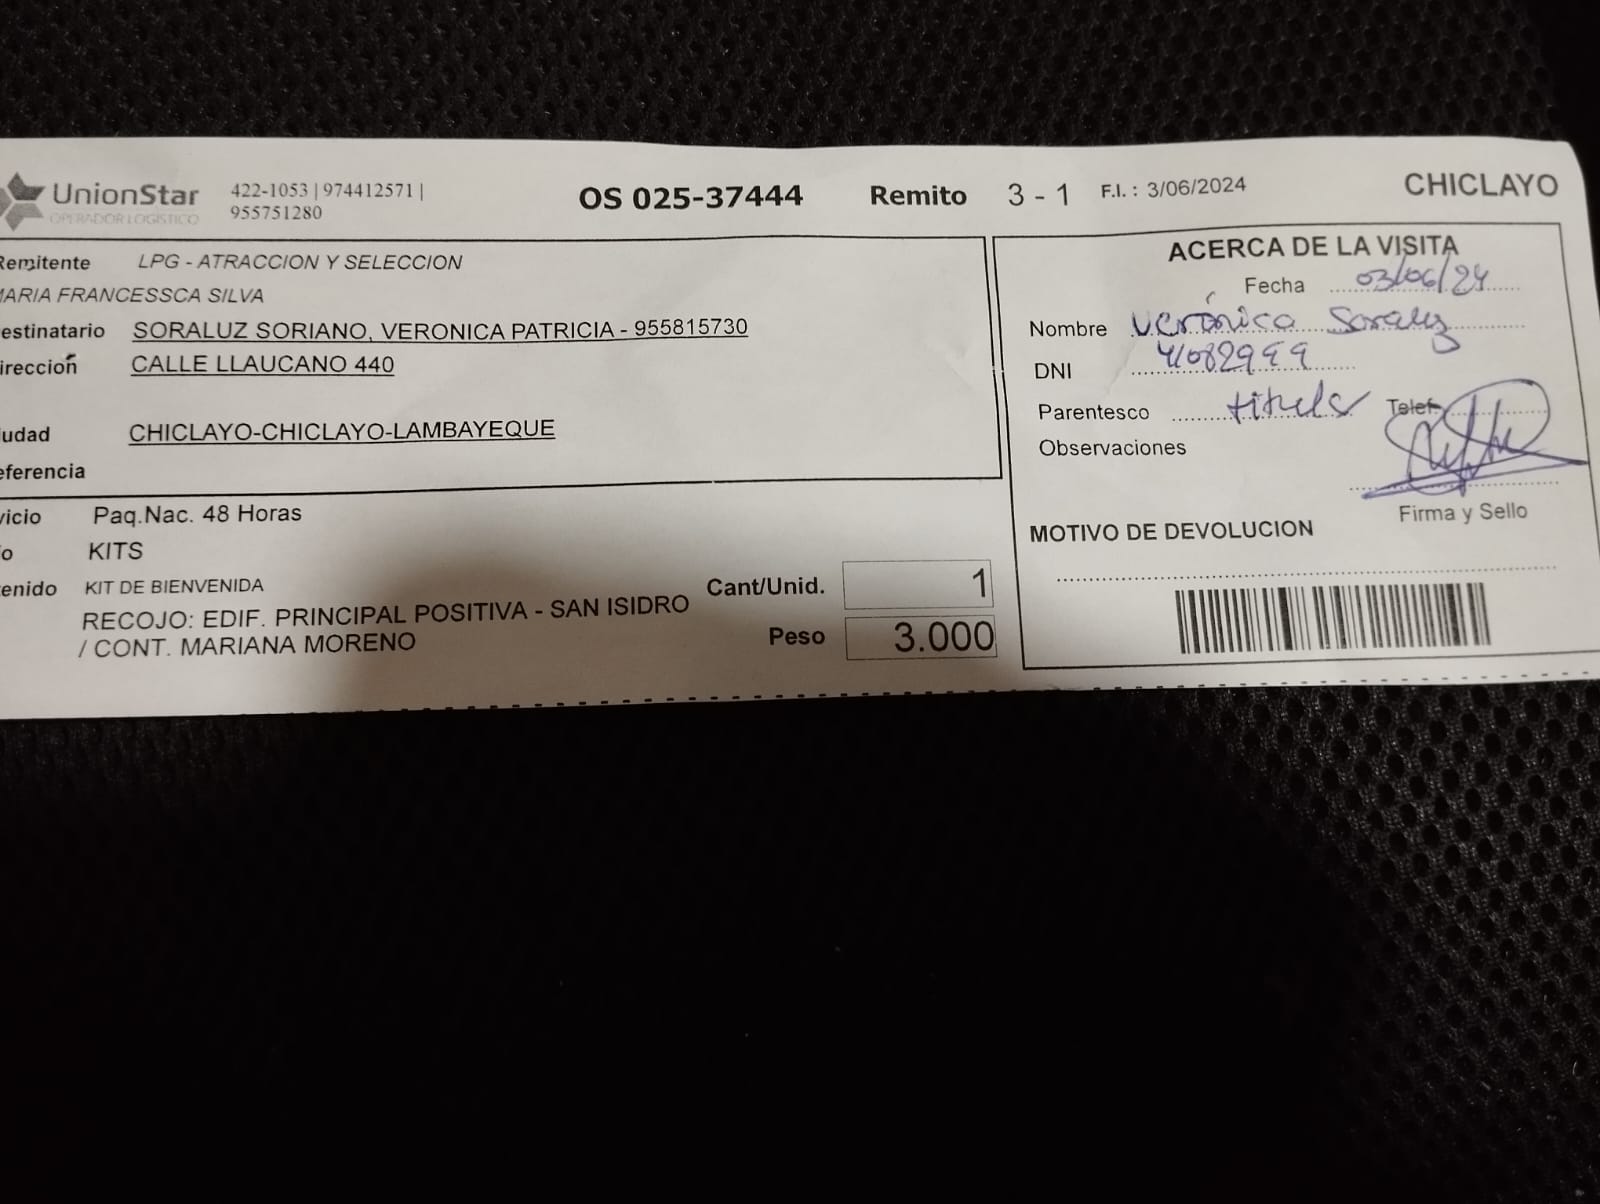 UnionStar
OPERADOR LOGISTICO
422-1053 | 974412571 |
955751280
OS 025-37444 Remito 3 - 1 F.I. : 3/06/2024 CHICLAYO
Remitente LPG - ATRACCION Y SELECCION
MARIA FRANCESSCA SILVA
estinatario SORALUZ SORIANO, VERONICA PATRICIA - 955815730
ireccion CALLE LLAUCANO 440
iudad CHICLAYO-CHICLAYO-LAMBAYEQUE
eferencia
vicio Paq.Nac. 48 Horas
o KITS
enido KIT DE BIENVENIDA
RECOJO: EDIF. PRINCIPAL POSITIVA - SAN ISIDRO
/ CONT. MARIANA MORENO
Cant/Unid. 1
Peso 3.000
ACERCA DE LA VISITA
Fecha 03/06/24
Nombre Verónica Soraluz
DNI 41082999
Parentesco titular Telef.
Observaciones
Firma y Sello
MOTIVO DE DEVOLUCION